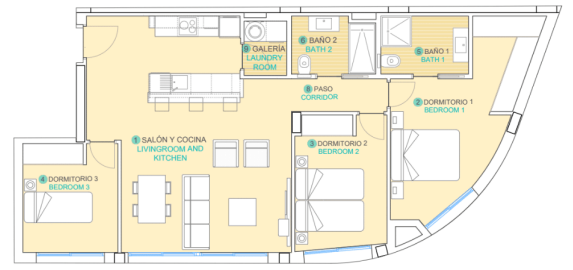 6 BAÑO 2
BATH 2
9 GALERÍA
LAUNDRY
ROOM
5 BAÑO 1
BATH 1
8 PASO
CORRIDOR
2 DORMITORIO 1
BEDROOM 1
1 SALÓN Y COCINA
LIVINGROOM AND
KITCHEN
3 DORMITORIO 2
BEDROOM 2
4 DORMITORIO 3
BEDROOM 3